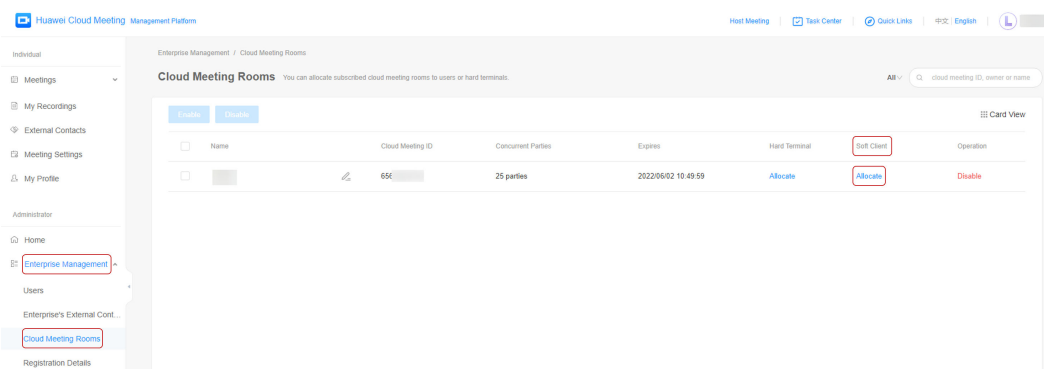 Huawei Cloud Meeting Management Platform
Host Meeting Task Center Quick Links 中文 | English L
Individual
Meetings
My Recordings
External Contacts
Meeting Settings
My Profile
Administrator
Home
Enterprise Management
Users
Enterprise's External Cont...
Cloud Meeting Rooms
Registration Details
Enterprise Management / Cloud Meeting Rooms
Cloud Meeting Rooms You can allocate subscribed cloud meeting rooms to users or hard terminals.
All cloud meeting ID, owner or name
Enable Disable Card View
Name Cloud Meeting ID Concurrent Parties Expires Hard Terminal Soft Client Operation
656 25 parties 2022/06/02 10:49:59 Allocate Allocate Disable